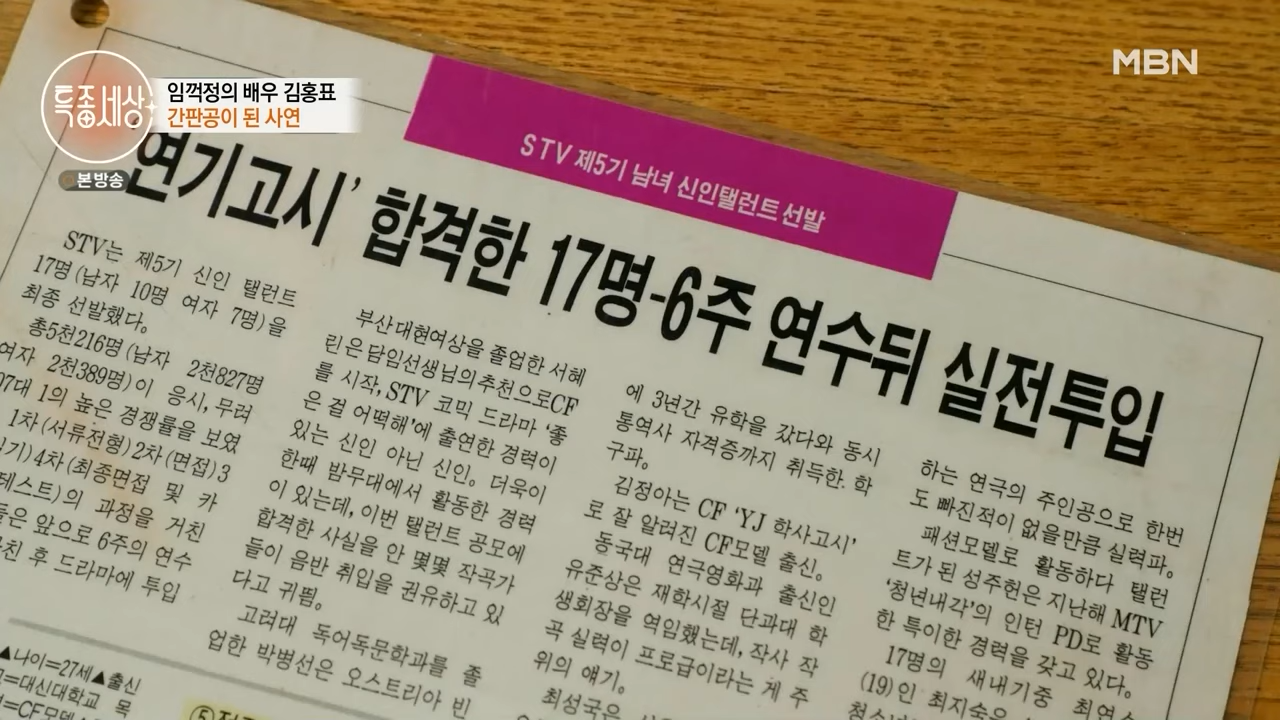 MBN
특종세상
임꺽정의 배우 김홍표
간판공이 된 사연
본방송
STV 제5기 남녀 신인탤런트 선발
연기고시’ 합격한 17명-6주 연수뒤 실전투입
STV는 제5기 신인 탤런트
17명(남자 10명 여자 7명)을
최종 선발했다.
총5천216명(남자 2천827명
여자 2천389명)이 응시, 무려
07대 1의 높은 경쟁률을 보였
1차(서류전형)2차(면접)3
기)4차(최종면접 및 카
테스트)의 과정을 거친
들은 앞으로 6주의 연수
친 후 드라마에 투입
부산대현여상을 졸업한 서혜
린은 담임선생님의 추천으로 CF
를 시작, STV 코믹 드라마 ‘좋
은 걸 어떡해’에 출연한 경력이
있는 신인 아닌 신인. 더욱이
한때 밤무대에서 활동한 경력
이 있는데, 이번 탤런트 공모에
합격한 사실을 안 몇몇 작곡가
들이 음반 취입을 권유하고 있
다고 귀띔.
고려대 독어독문학과를 졸
업한 박병선은 오스트리아 빈
에 3년간 유학을 갔다와 동시
통역사 자격증까지 취득한. 학
구파.
김정아는 CF ‘YJ 학사고시’
로 잘 알려진 CF모델 출신.
동국대 연극영화과 출신인
유준상은 재학시절 단과대 학
생회장을 역임했는데, 작사 작
곡 실력이 프로급이라는 게 주
위의 얘기.
최성국은
하는 연극의 주인공으로 한번
도 빠진적이 없을만큼 실력파.
패션모델로 활동하다 탤런
트가 된 성주헌은 지난해 MTV
‘청년내각’의 인턴 PD로 활동
한 특이한 경력을 갖고 있다.
17명의 새내기중 최연소
(19)인 최지숙은
▲나이=27세▲출신
=대신대학교 목
=CF모델
⑤